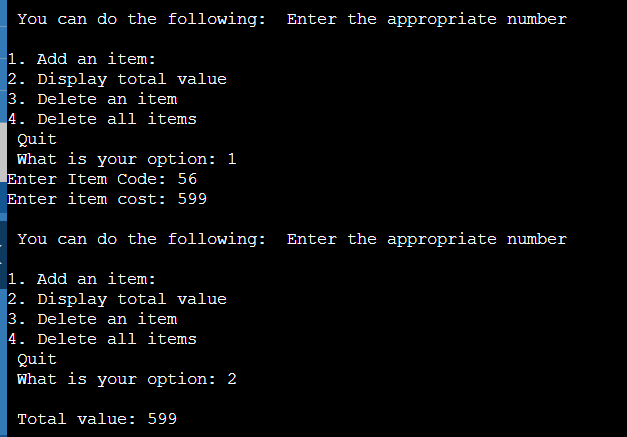 You can do the following:  Enter the appropriate number
1. Add an item:
2. Display total value
3. Delete an item
4. Delete all items
Quit
What is your option: 1
Enter Item Code: 56
Enter item cost: 599
You can do the following:  Enter the appropriate number
1. Add an item:
2. Display total value
3. Delete an item
4. Delete all items
Quit
What is your option: 2
Total value: 599